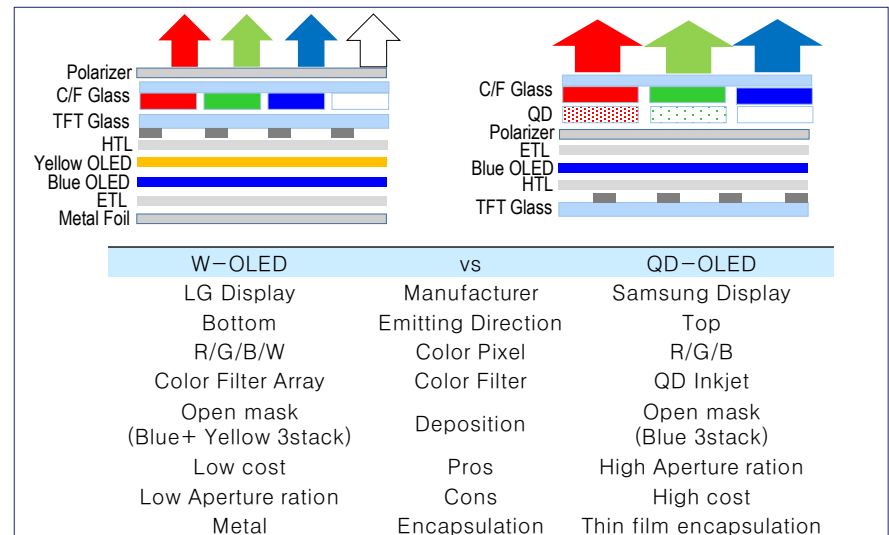 Polarizer
C/F Glass
TFT Glass
HTL
Yellow OLED
Blue OLED
ETL
Metal Foil
C/F Glass
QD
Polarizer
ETL
Blue OLED
HTL
TFT Glass
W-OLED vs QD-OLED
LG Display Manufacturer Samsung Display
Bottom Emitting Direction Top
R/G/B/W Color Pixel R/G/B
Color Filter Array Color Filter QD Inkjet
Open mask
(Blue+ Yellow 3stack)
Deposition
Open mask
(Blue 3stack)
Low cost Pros High Aperture ration
Low Aperture ration Cons High cost
Metal Encapsulation Thin film encapsulation